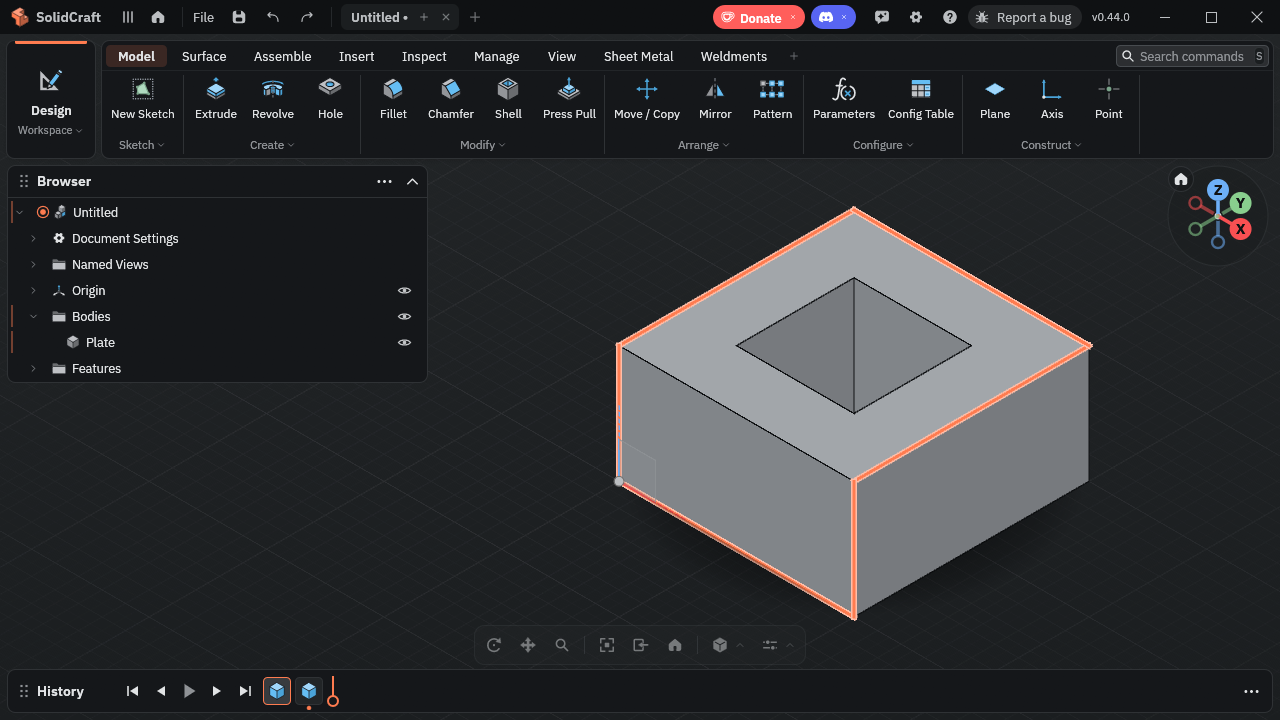 SolidCraft
File
Untitled •
Donate
Report a bug
v0.44.0
Design
Workspace
Model
Surface
Assemble
Insert
Inspect
Manage
View
Sheet Metal
Weldments
Search commands
S
New Sketch
Extrude
Revolve
Hole
Fillet
Chamfer
Shell
Press Pull
Move / Copy
Mirror
Pattern
Parameters
Config Table
Plane
Axis
Point
Sketch
Create
Modify
Arrange
Configure
Construct
Browser
Untitled
Document Settings
Named Views
Origin
Bodies
Plate
Features
Z
Y
X
History